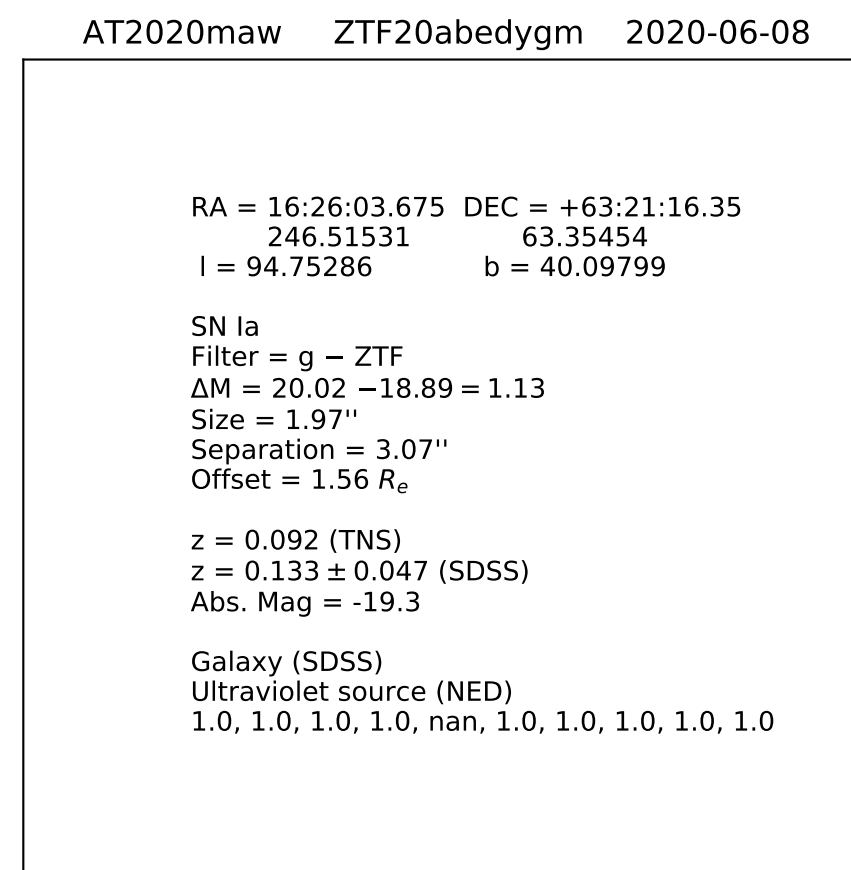 AT2020maw ZTF20abedygm 2020-06-08
RA = 16:26:03.675 DEC = +63:21:16.35
246.51531 63.35454
l = 94.75286 b = 40.09799
SN Ia
Filter = g − ZTF
ΔM = 20.02 −18.89 = 1.13
Size = 1.97''
Separation = 3.07''
Offset = 1.56 Rₑ
z = 0.092 (TNS)
z = 0.133 ± 0.047 (SDSS)
Abs. Mag = -19.3
Galaxy (SDSS)
Ultraviolet source (NED)
1.0, 1.0, 1.0, 1.0, nan, 1.0, 1.0, 1.0, 1.0, 1.0